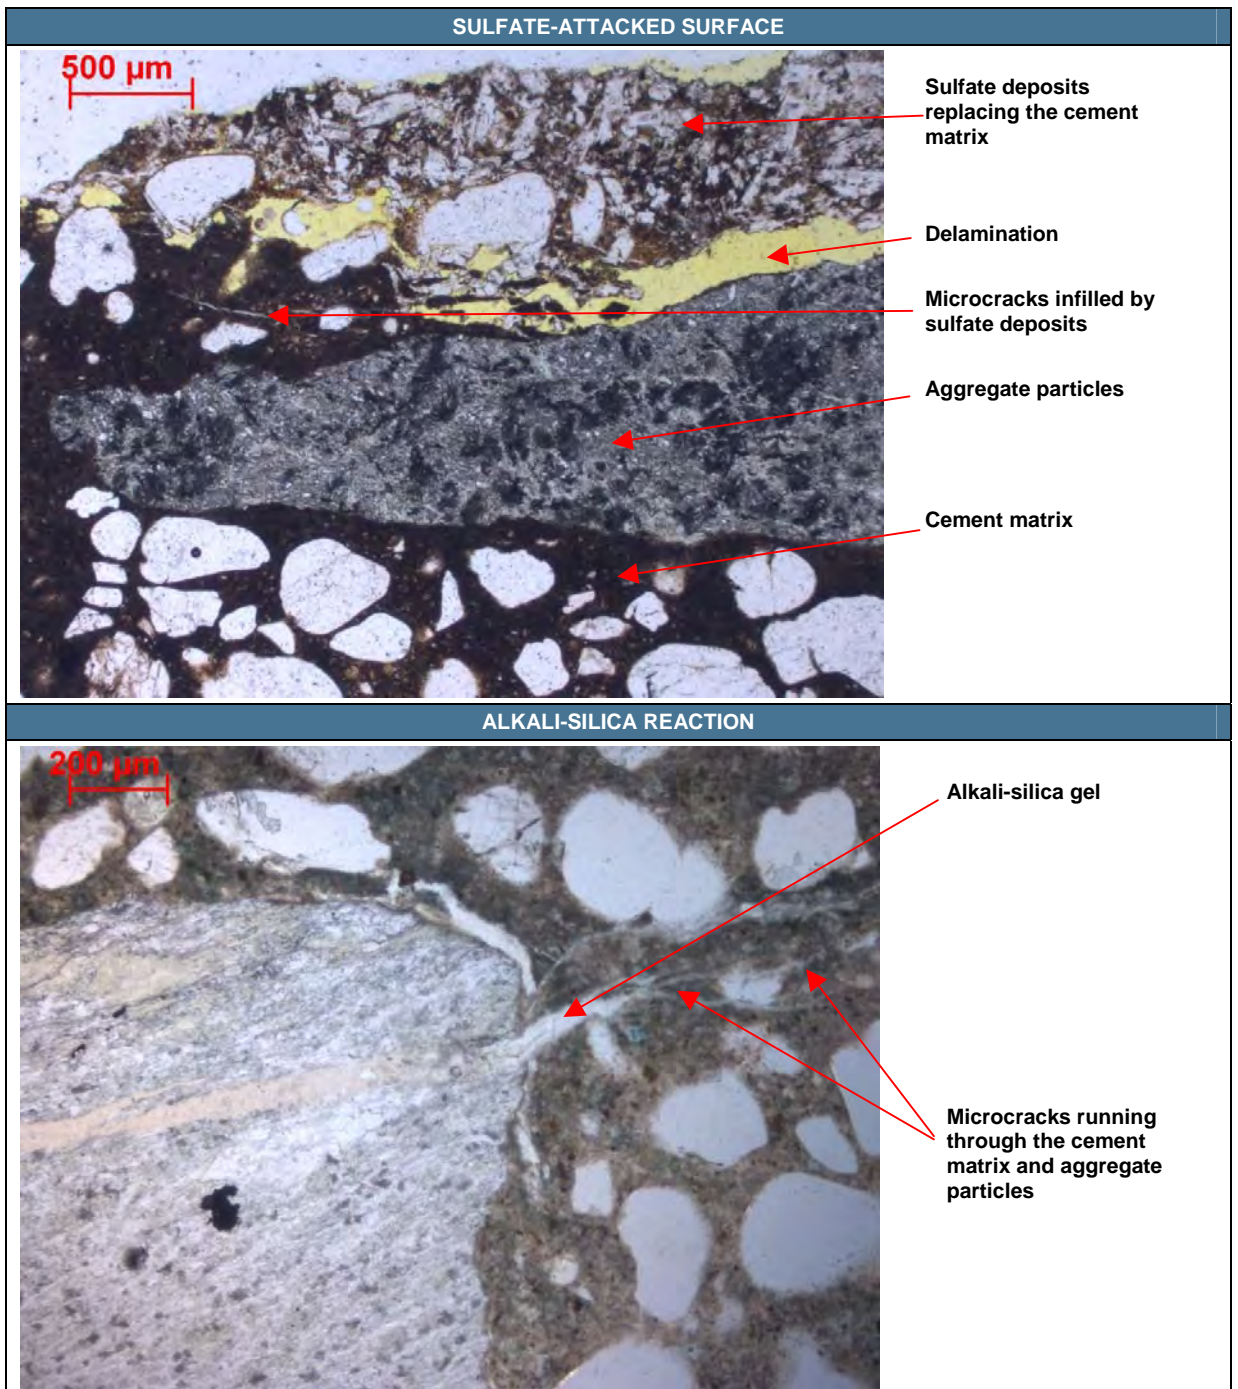 SULFATE-ATTACKED SURFACE
500 µm
Sulfate deposits
replacing the cement
matrix
Delamination
Microcracks infilled by
sulfate deposits
Aggregate particles
Cement matrix
ALKALI-SILICA REACTION
200 µm
Alkali-silica gel
Microcracks running
through the cement
matrix and aggregate
particles